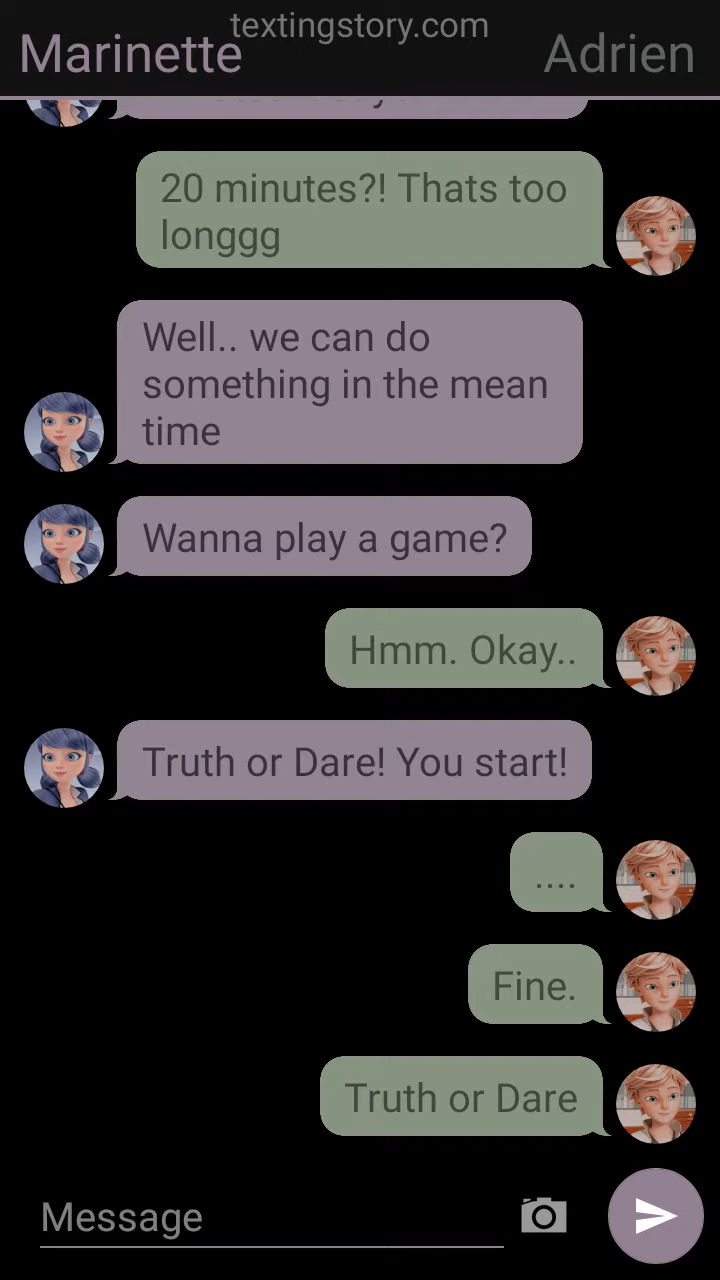 textingstory.com
Marinette
Adrien
20 minutes?! Thats too
longgg
Well.. we can do
something in the mean
time
Wanna play a game?
Hmm. Okay..
Truth or Dare! You start!
....
Fine.
Truth or Dare
Message